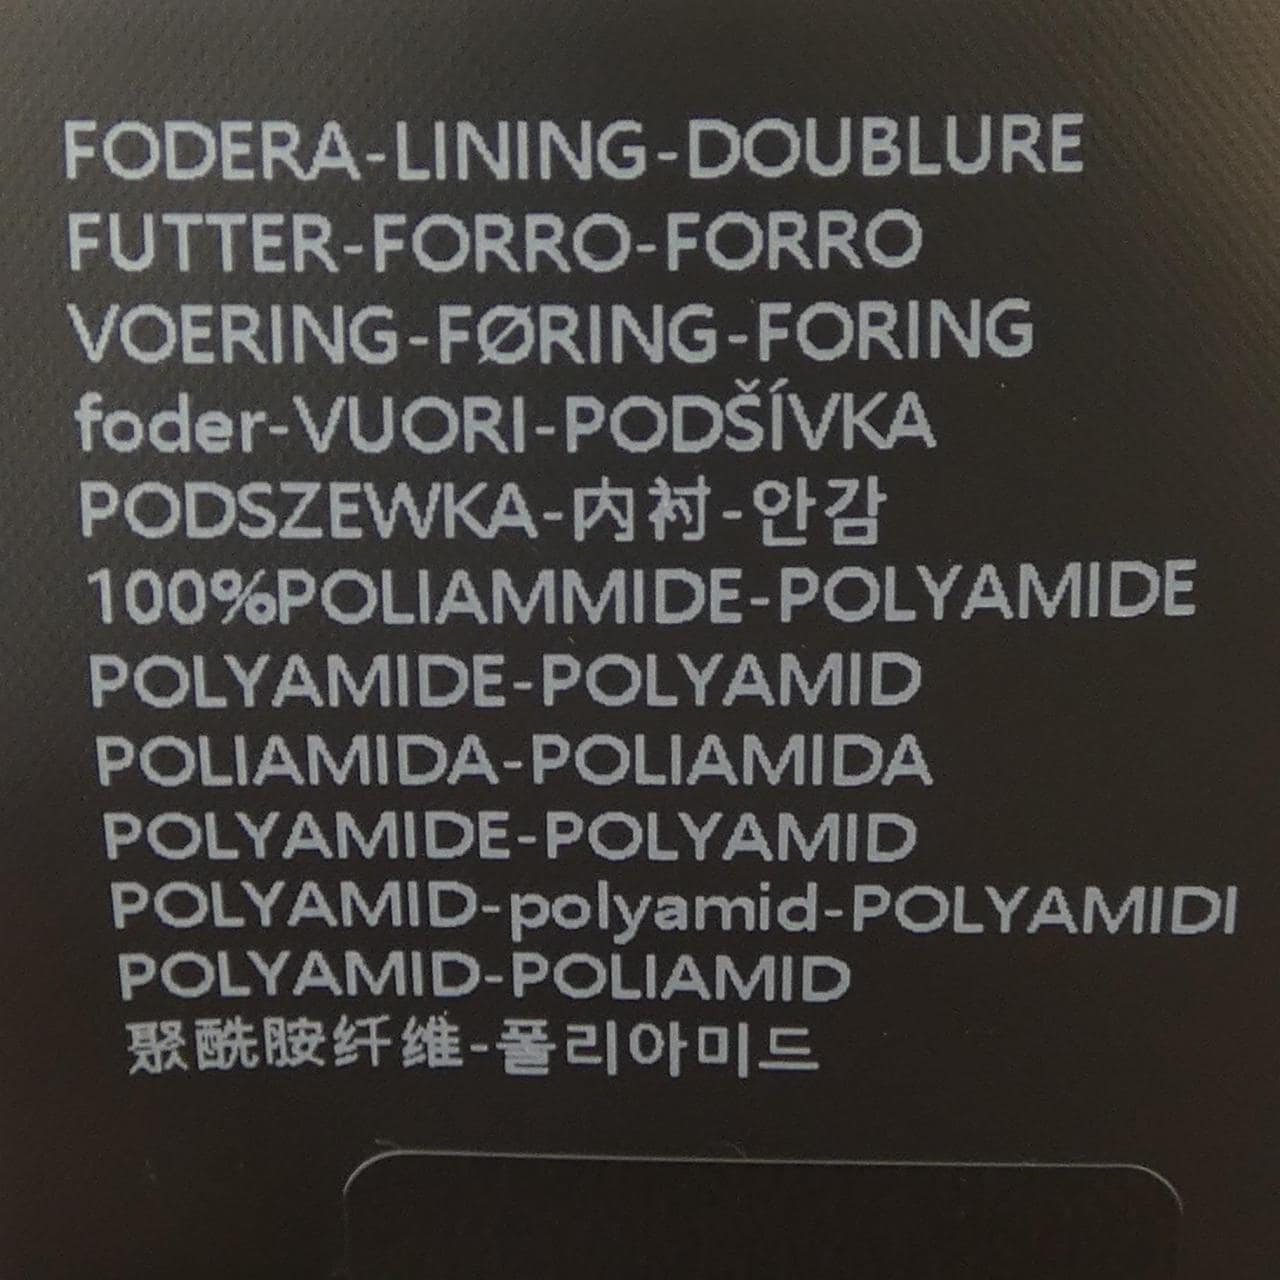 FODERA-LINING-DOUBLURE
FUTTER-FORRO-FORRO
VOERING-FØRING-FORING
foder-VUORI-PODŠÍVKA
PODSZEWKA-内衬-안감
100%POLIAMMIDE-POLYAMIDE
POLYAMIDE-POLYAMID
POLIAMIDA-POLIAMIDA
POLYAMIDE-POLYAMID
POLYAMID-polyamid-POLYAMIDI
POLYAMID-POLIAMID
聚酰胺纤维-폴리아미드